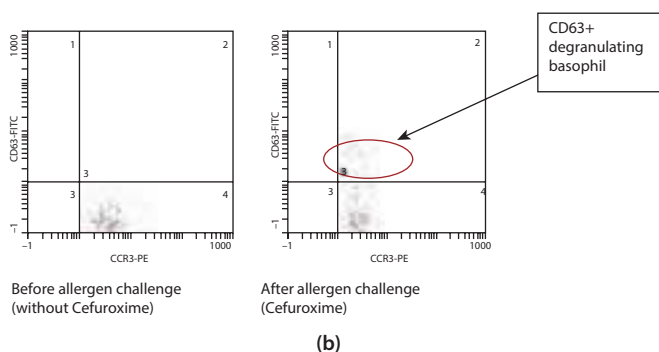 1000
1
2
CD63-FITC
3
3
4
–1
–1
1000
CCR3-PE
Before allergen challenge
(without Cefuroxime)
1000
1
2
CD63-FITC
3
3
4
–1
–1
1000
CCR3-PE
After allergen challenge
(Cefuroxime)
CD63+
degranulating
basophil
(b)